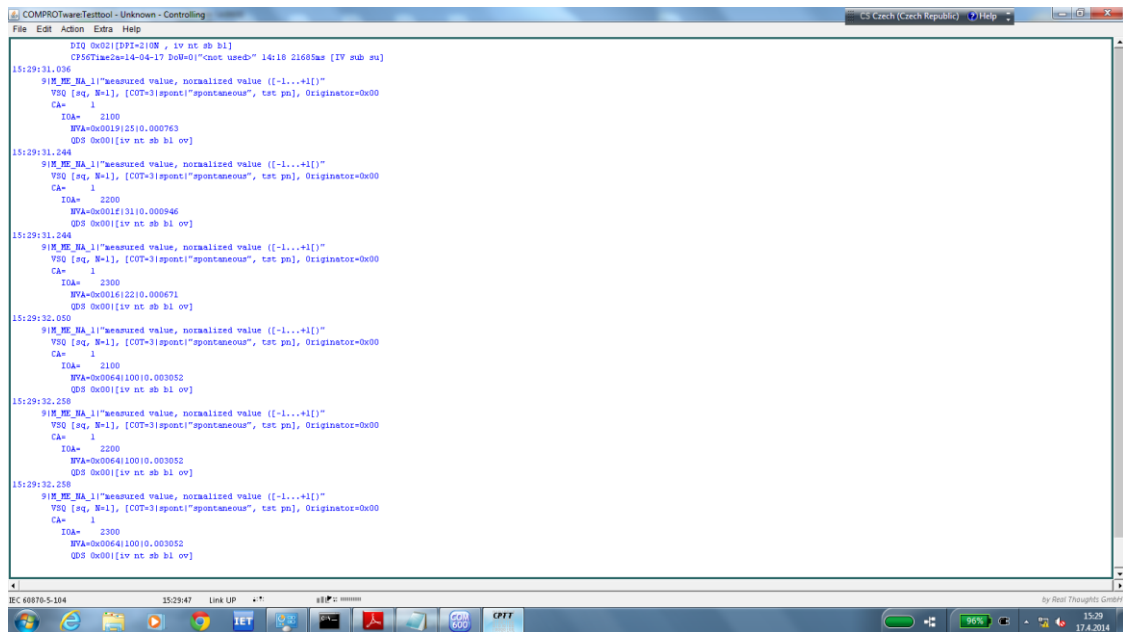 COMPROTware:Testtool - Unknown - Controlling
CS Czech (Czech Republic) Help
File Edit Action Extra Help
DIQ 0x02|[DPI=2|ON , iv nt sb bl]
CP56Time2a=14-04-17 DoW=0|"<not used>" 14:18 21685ms [IV sub su]
15:29:31.036
9|M_ME_NA_1|"measured value, normalized value ([-1...+1[)"
VSQ [sq, N=1], [COT=3|spont|"spontaneous", tst pn], Originator=0x00
CA= 1
IOA= 2100
NVA=0x0019|25|0.000763
QDS 0x00|[iv nt sb bl ov]
15:29:31.244
9|M_ME_NA_1|"measured value, normalized value ([-1...+1[)"
VSQ [sq, N=1], [COT=3|spont|"spontaneous", tst pn], Originator=0x00
CA= 1
IOA= 2200
NVA=0x001f|31|0.000946
QDS 0x00|[iv nt sb bl ov]
15:29:31.244
9|M_ME_NA_1|"measured value, normalized value ([-1...+1[)"
VSQ [sq, N=1], [COT=3|spont|"spontaneous", tst pn], Originator=0x00
CA= 1
IOA= 2300
NVA=0x0016|22|0.000671
QDS 0x00|[iv nt sb bl ov]
15:29:32.050
9|M_ME_NA_1|"measured value, normalized value ([-1...+1[)"
VSQ [sq, N=1], [COT=3|spont|"spontaneous", tst pn], Originator=0x00
CA= 1
IOA= 2100
NVA=0x0064|100|0.003052
QDS 0x00|[iv nt sb bl ov]
15:29:32.258
9|M_ME_NA_1|"measured value, normalized value ([-1...+1[)"
VSQ [sq, N=1], [COT=3|spont|"spontaneous", tst pn], Originator=0x00
CA= 1
IOA= 2200
NVA=0x0064|100|0.003052
QDS 0x00|[iv nt sb bl ov]
15:29:32.258
9|M_ME_NA_1|"measured value, normalized value ([-1...+1[)"
VSQ [sq, N=1], [COT=3|spont|"spontaneous", tst pn], Originator=0x00
CA= 1
IOA= 2300
NVA=0x0064|100|0.003052
QDS 0x00|[iv nt sb bl ov]
IEC 60870-5-104 15:29:47 Link UP by Real Thoughts GmbH
IET COM 600 CPTT 96% 15:29
17.4.2014